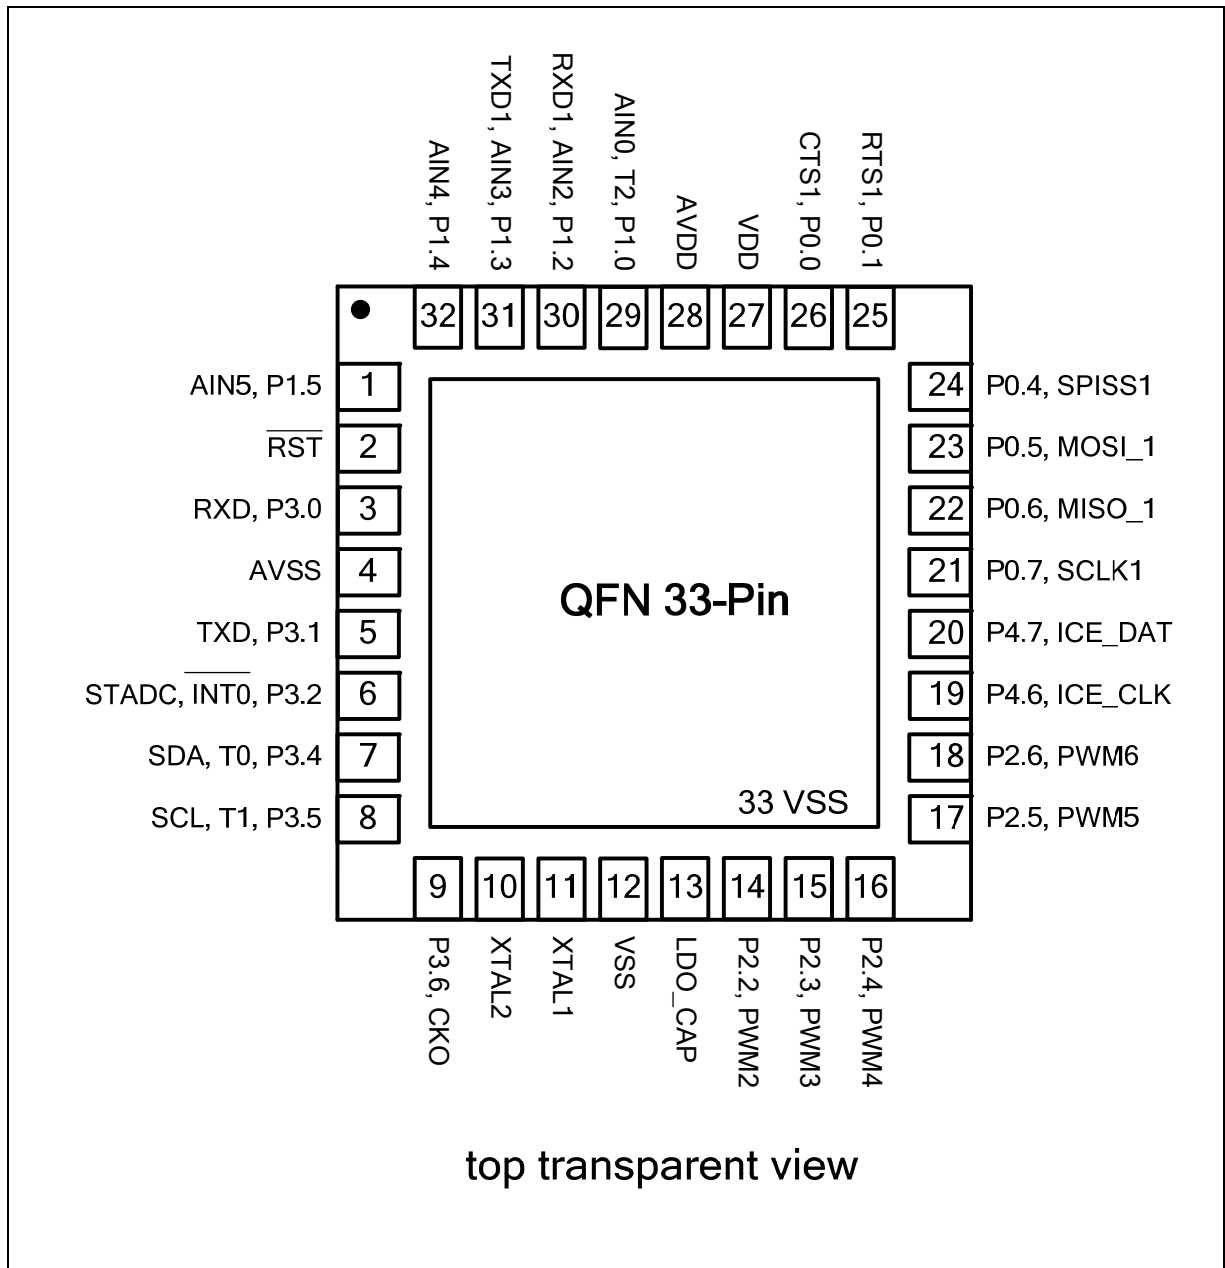 AIN4, P1.4
TXD1, AIN3, P1.3
RXD1, AIN2, P1.2
AIN0, T2, P1.0
AVDD
VDD
CTS1, P0.0
RTS1, P0.1
32
31
30
29
28
27
26
25
AIN5, P1.5
1
RST
2
RXD, P3.0
3
AVSS
4
TXD, P3.1
5
STADC, INT0, P3.2
6
SDA, T0, P3.4
7
SCL, T1, P3.5
8
QFN 33-Pin
33 VSS
24
P0.4, SPISS1
23
P0.5, MOSI_1
22
P0.6, MISO_1
21
P0.7, SCLK1
20
P4.7, ICE_DAT
19
P4.6, ICE_CLK
18
P2.6, PWM6
17
P2.5, PWM5
9
10
11
12
13
14
15
16
P3.6, CKO
XTAL2
XTAL1
VSS
LDO_CAP
P2.2, PWM2
P2.3, PWM3
P2.4, PWM4
top transparent view